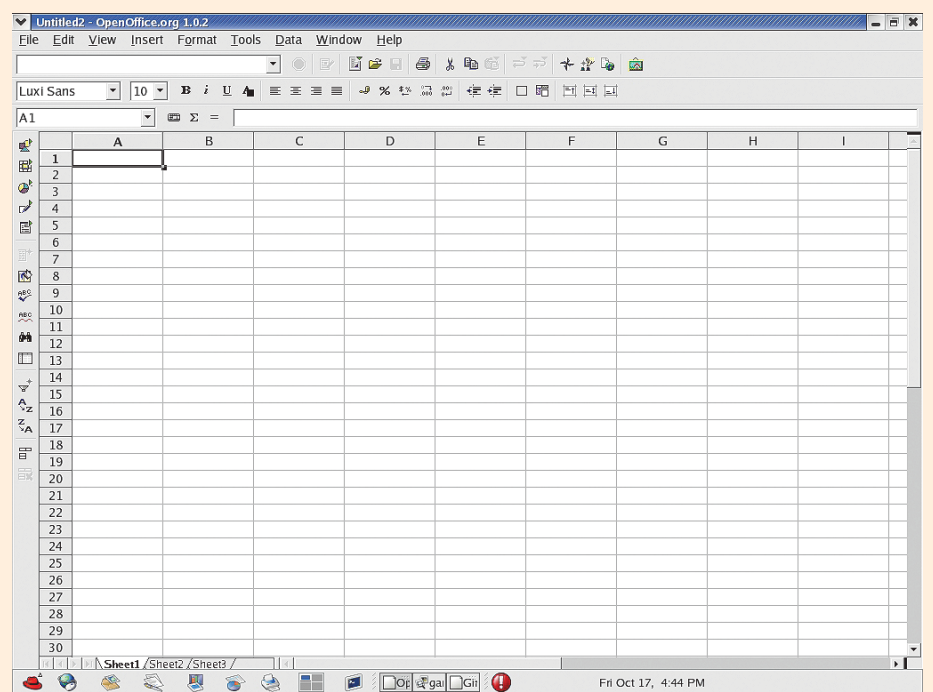 Untitled2 - OpenOffice.org 1.0.2
File Edit View Insert Format Tools Data Window Help
Luxi Sans 10 B i U A
A1 Σ =
A B C D E F G H I
1
2
3
4
5
6
7
8
9
10
11
12
13
14
15
16
17
18
19
20
21
22
23
24
25
26
27
28
29
30
ABC
ABC
A Z
Z A
Sheet1 Sheet2 Sheet3
Fri Oct 17, 4:44 PM